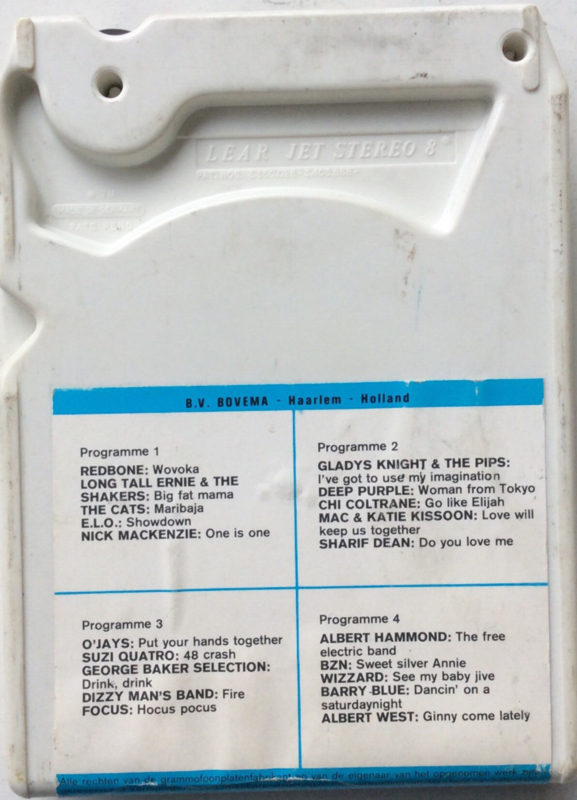 LEAR JET STEREO 8
B.V. BOVEMA - Haarlem - Holland
Programme 1
REDBONE: Wovoka
LONG TALL ERNIE & THE
SHAKERS: Big fat mama
THE CATS: Maribaja
E.L.O.: Showdown
NICK MACKENZIE: One is one
Programme 2
GLADYS KNIGHT & THE PIPS:
I've got to use my imagination
DEEP PURPLE: Woman from Tokyo
CHI COLTRANE: Go like Elijah
MAC & KATIE KISSOON: Love will
keep us together
SHARIF DEAN: Do you love me
Programme 3
O'JAYS: Put your hands together
SUZI QUATRO: 48 crash
GEORGE BAKER SELECTION:
Drink, drink
DIZZY MAN'S BAND: Fire
FOCUS: Hocus pocus
Programme 4
ALBERT HAMMOND: The free
electric band
BZN: Sweet silver Annie
WIZZARD: See my baby jive
BARRY BLUE: Dancin' on a
saturdaynight
ALBERT WEST: Ginny come lately
Alle rechten van de grammofoonplatenfabrikant en van de eigenaar van het opgenomen werk zijn